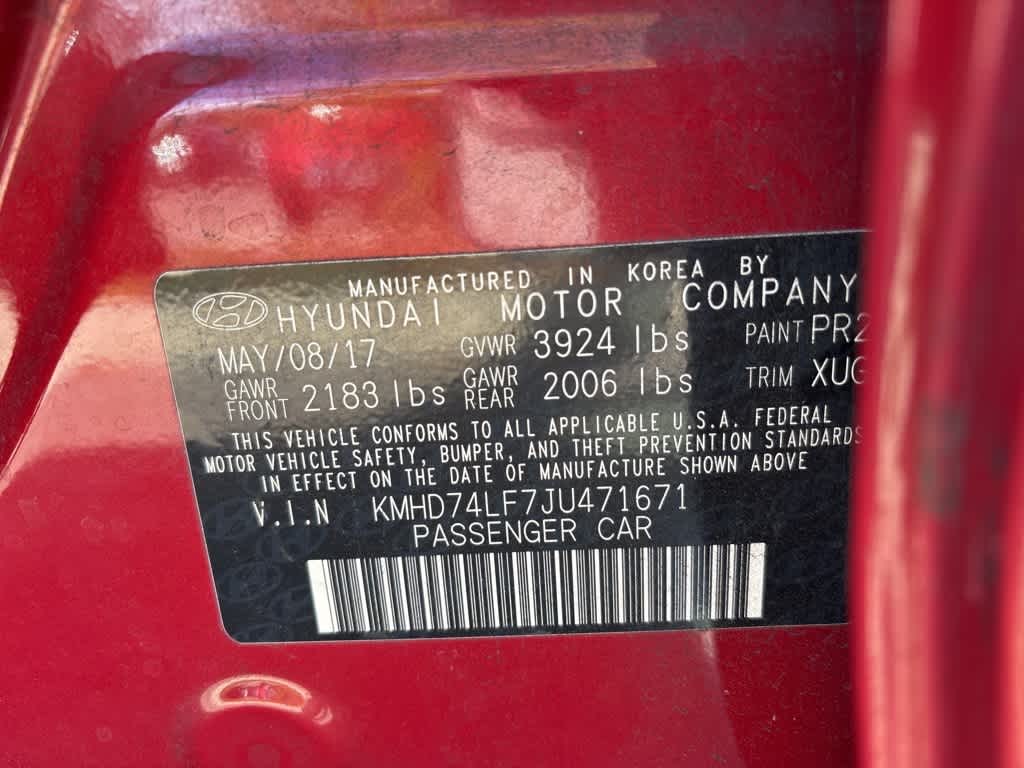 MANUFACTURED IN KOREA BY
HYUNDAI MOTOR COMPANY
MAY/08/17 GVWR 3924 lbs PAINT PR2
GAWR FRONT 2183 lbs GAWR REAR 2006 lbs TRIM
THIS VEHICLE CONFORMS TO ALL APPLICABLE U.S.A. FEDERAL
MOTOR VEHICLE SAFETY, BUMPER, AND THEFT PREVENTION STANDARDS
IN EFFECT ON THE DATE OF MANUFACTURE SHOWN ABOVE
V.I.N KMHD74LF7JU471671
PASSENGER CAR